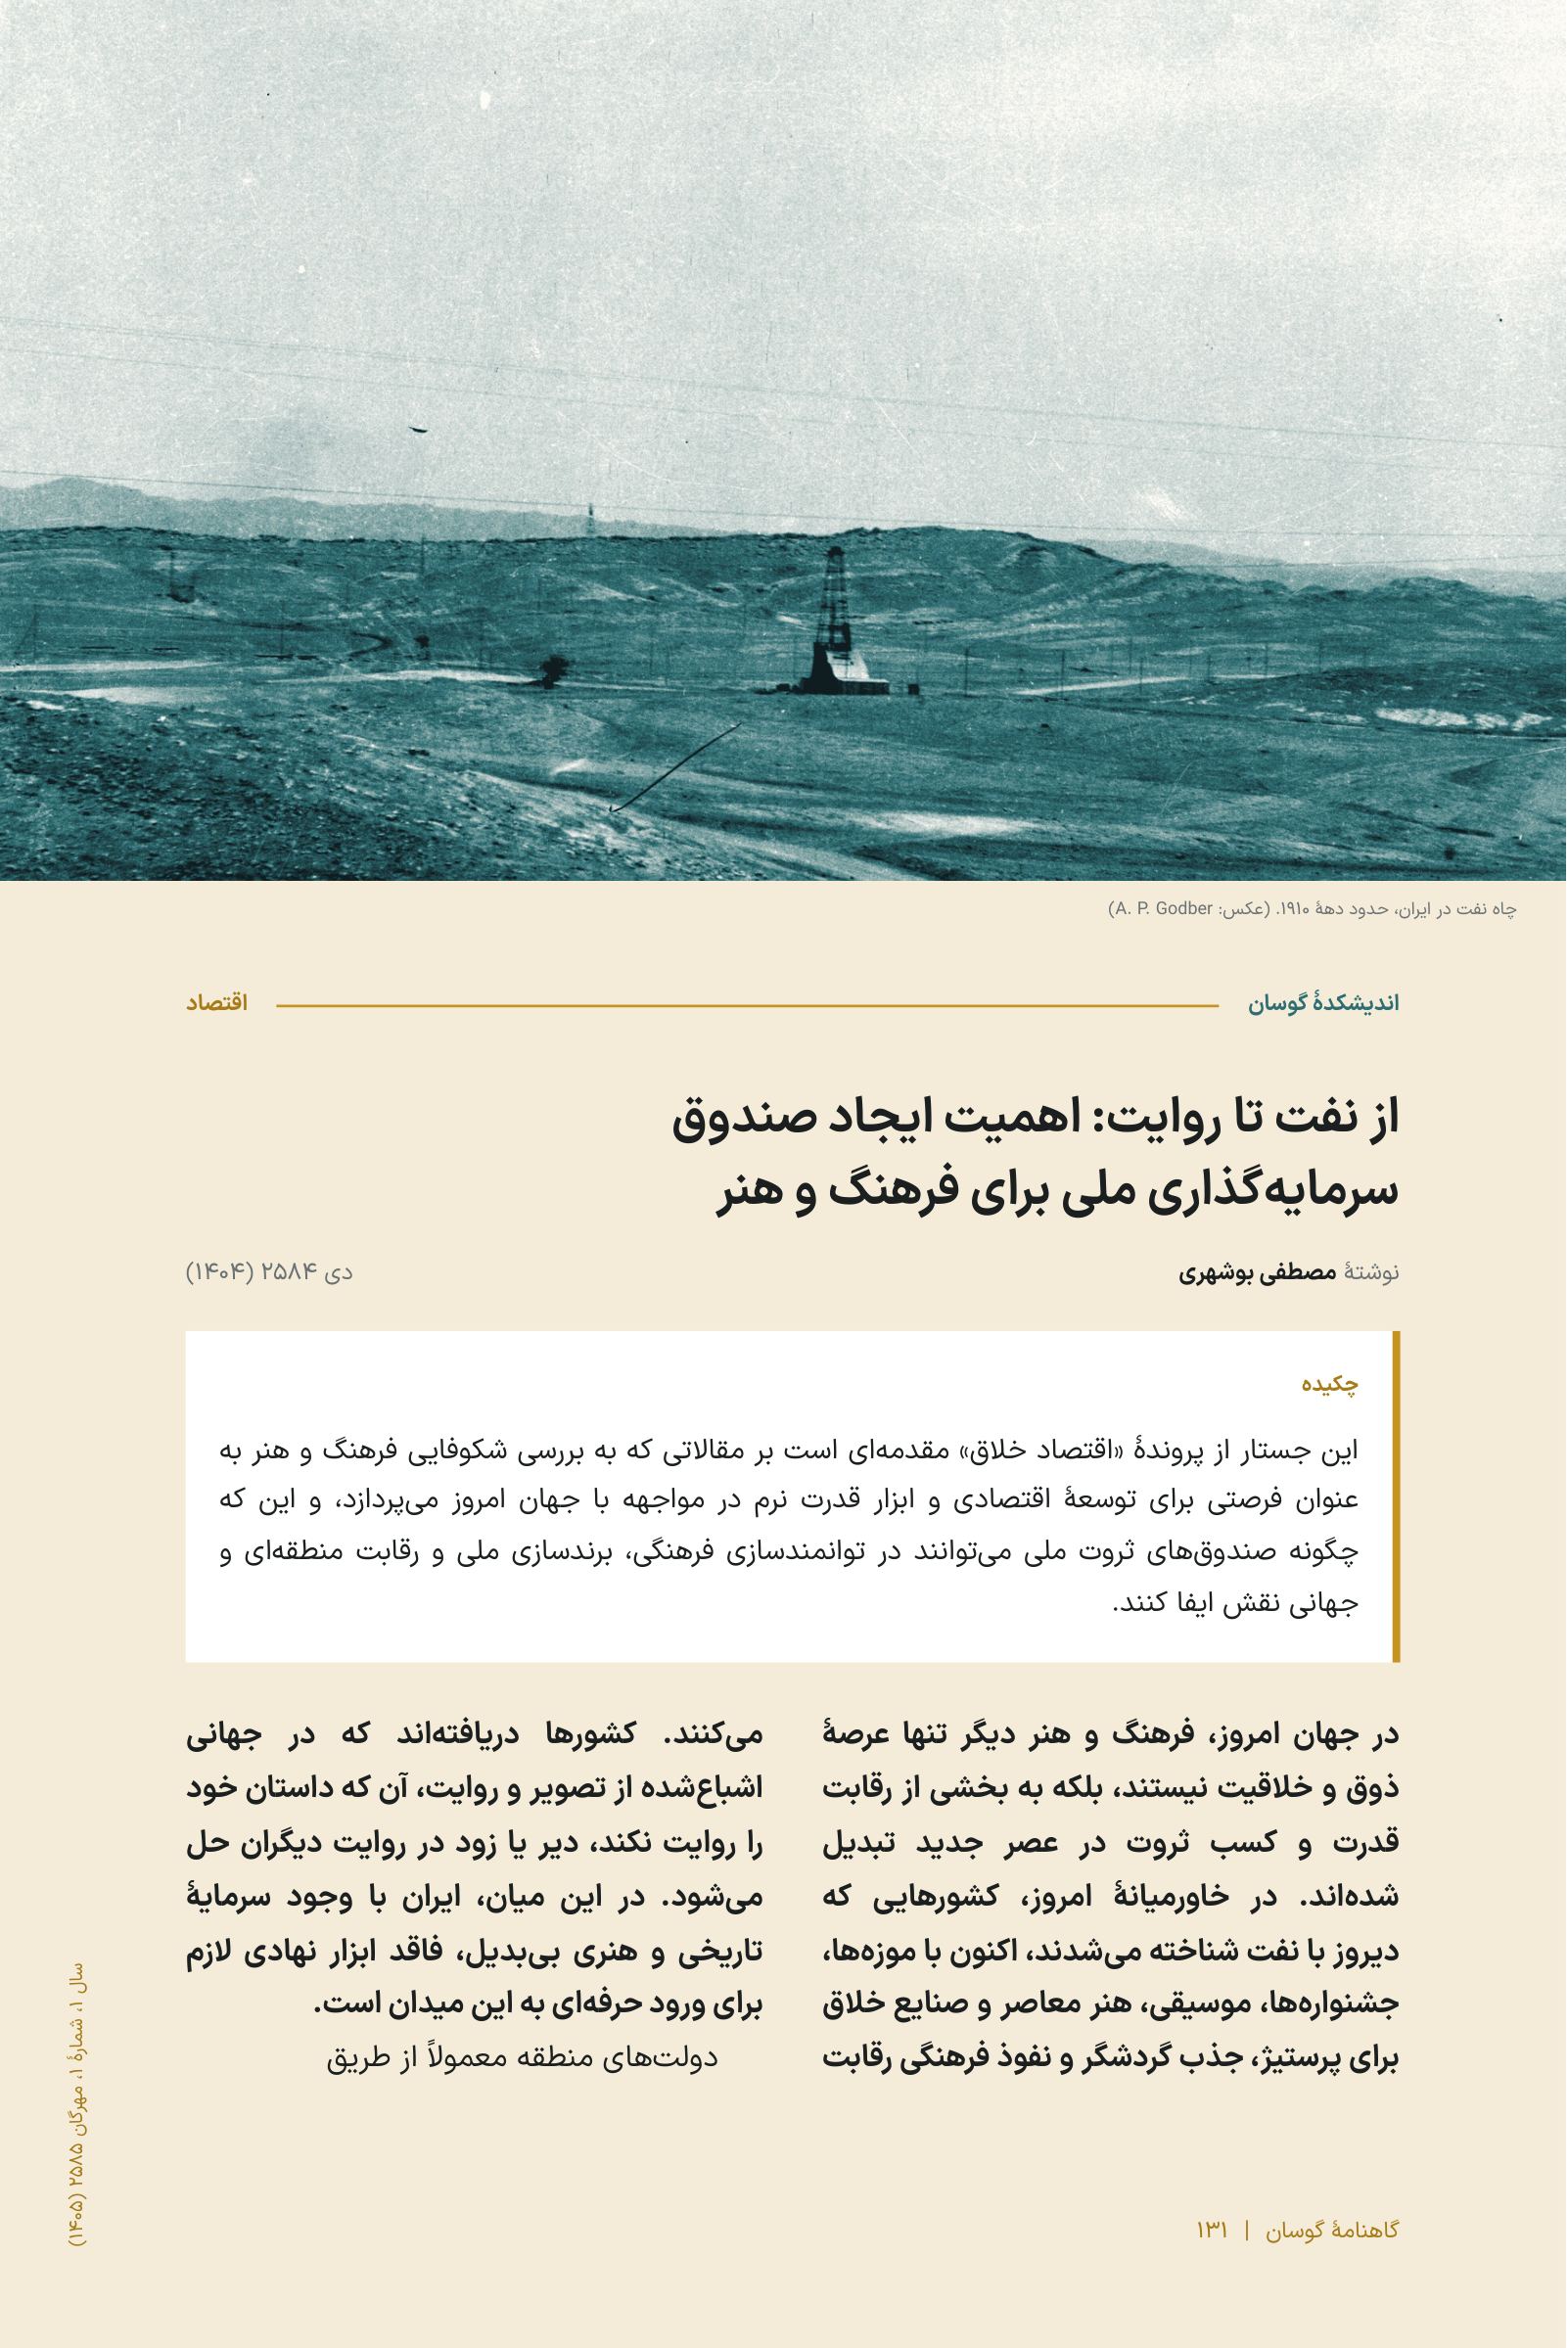 چاه نفت در ایران، حدود دههٔ ۱۹۱۰. (عکس: A. P. Godber)
اندیشکدهٔ گوسان
اقتصاد
از نفت تا روایت: اهمیت ایجاد صندوق
سرمایه‌گذاری ملی برای فرهنگ و هنر
نوشتهٔ مصطفی بوشهری
دی ۲۵۸۴ (۱۴۰۴)
چکیده
این جستار از پروندهٔ «اقتصاد خلاق» مقدمه‌ای است بر مقالاتی که به بررسی شکوفایی فرهنگ و هنر به
عنوان فرصتی برای توسعهٔ اقتصادی و ابزار قدرت نرم در مواجهه با جهان امروز می‌پردازد، و این که
چگونه صندوق‌های ثروت ملی می‌توانند در توانمندسازی فرهنگی، برندسازی ملی و رقابت منطقه‌ای و
جهانی نقش ایفا کنند.
در جهان امروز، فرهنگ و هنر دیگر تنها عرصهٔ
ذوق و خلاقیت نیستند، بلکه به بخشی از رقابت
قدرت و کسب ثروت در عصر جدید تبدیل
شده‌اند. در خاورمیانهٔ امروز، کشورهایی که
دیروز با نفت شناخته می‌شدند، اکنون با موزه‌ها،
جشنواره‌ها، موسیقی، هنر معاصر و صنایع خلاق
برای پرستیژ، جذب گردشگر و نفوذ فرهنگی رقابت
می‌کنند. کشورها دریافته‌اند که در جهانی
اشباع‌شده از تصویر و روایت، آن که داستان خود
را روایت نکند، دیر یا زود در روایت دیگران حل
می‌شود. در این میان، ایران با وجود سرمایهٔ
تاریخی و هنری بی‌بدیل، فاقد ابزار نهادی لازم
برای ورود حرفه‌ای به این میدان است.
دولت‌های منطقه معمولاً از طریق
سال ۱، شمارهٔ ۱، مهرگان ۲۵۸۵ (۱۴۰۵)
گاهنامهٔ گوسان | ۱۳۱